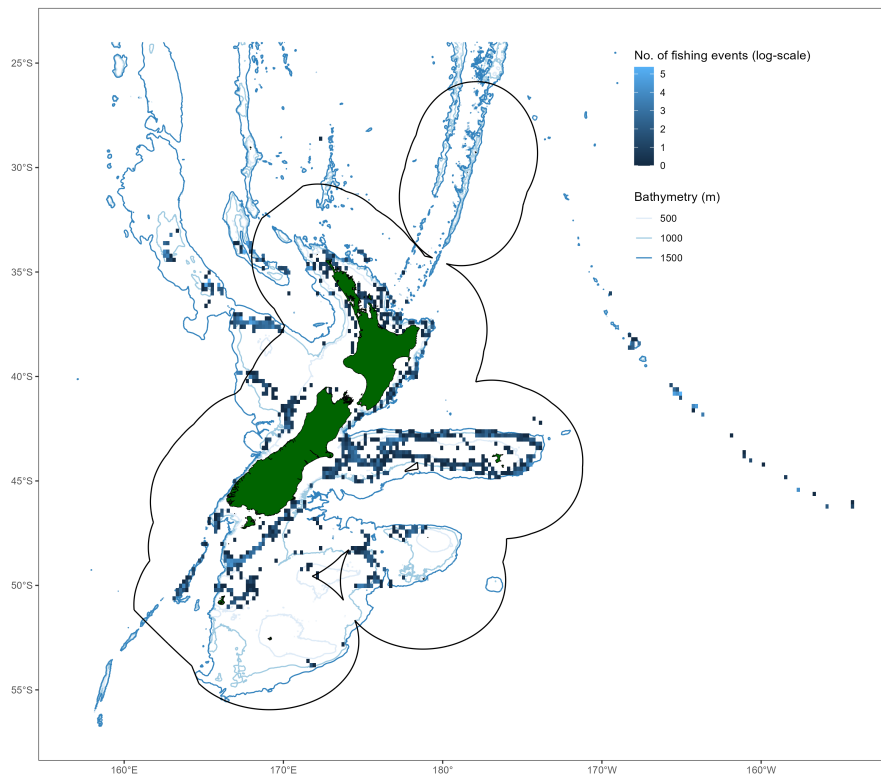 25°S
30°S
35°S
40°S
45°S
50°S
55°S
160°E
170°E
180°
170°W
160°W
No. of fishing events (log-scale)
5
4
3
2
1
0
Bathymetry (m)
500
1000
1500